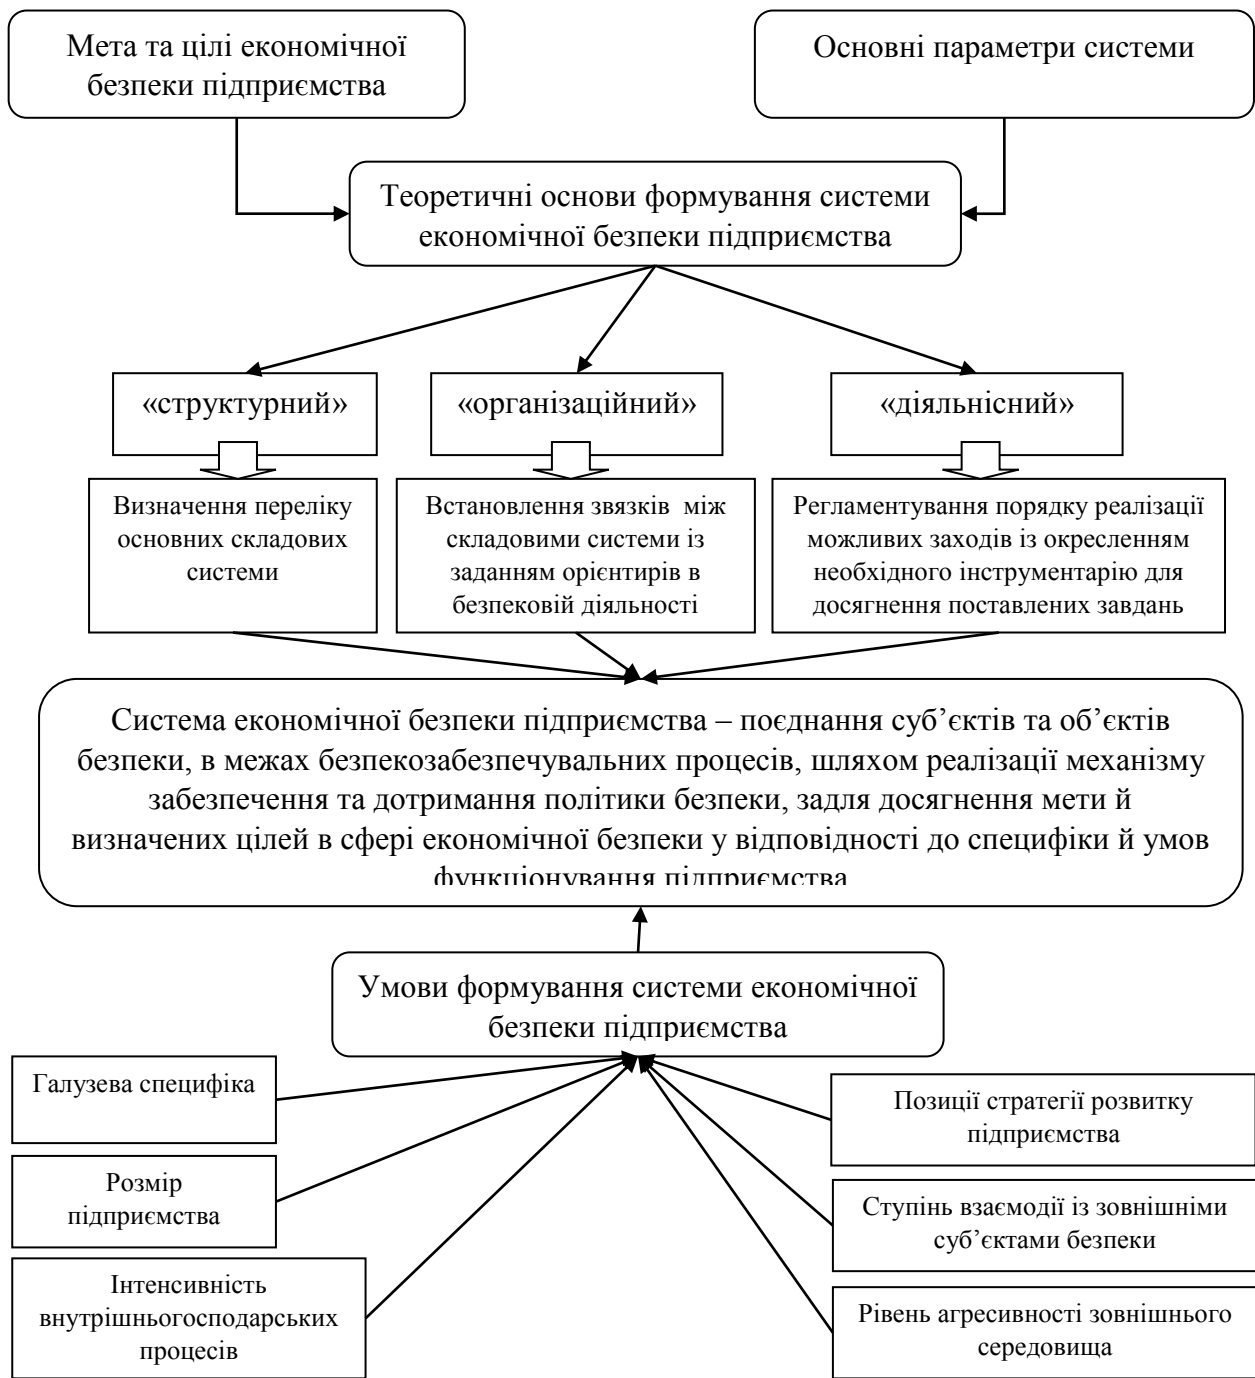 Мета та цілі економічної
безпеки підприємства
Основні параметри системи
Теоретичні основи формування системи
економічної безпеки підприємства
«структурний»
«організаційний»
«діяльнісний»
Визначення переліку
основних складових
системи
Встановлення звязків між
складовими системи із
заданням орієнтирів в
безпековій діяльності
Регламентування порядку реалізації
можливих заходів із окресленням
необхідного інструментарію для
досягнення поставлених завдань
Система економічної безпеки підприємства – поєднання суб’єктів та об’єктів
безпеки, в межах безпекозабезпечувальних процесів, шляхом реалізації механізму
забезпечення та дотримання політики безпеки, задля досягнення мети й
визначених цілей в сфері економічної безпеки у відповідності до специфіки й умов
функціонування підприємства
Умови формування системи економічної
безпеки підприємства
Галузева специфіка
Розмір
підприємства
Інтенсивність
внутрішньогосподарських
процесів
Позиції стратегії розвитку
підприємства
Ступінь взаємодії із зовнішніми
суб’єктами безпеки
Рівень агресивності зовнішнього
середовища